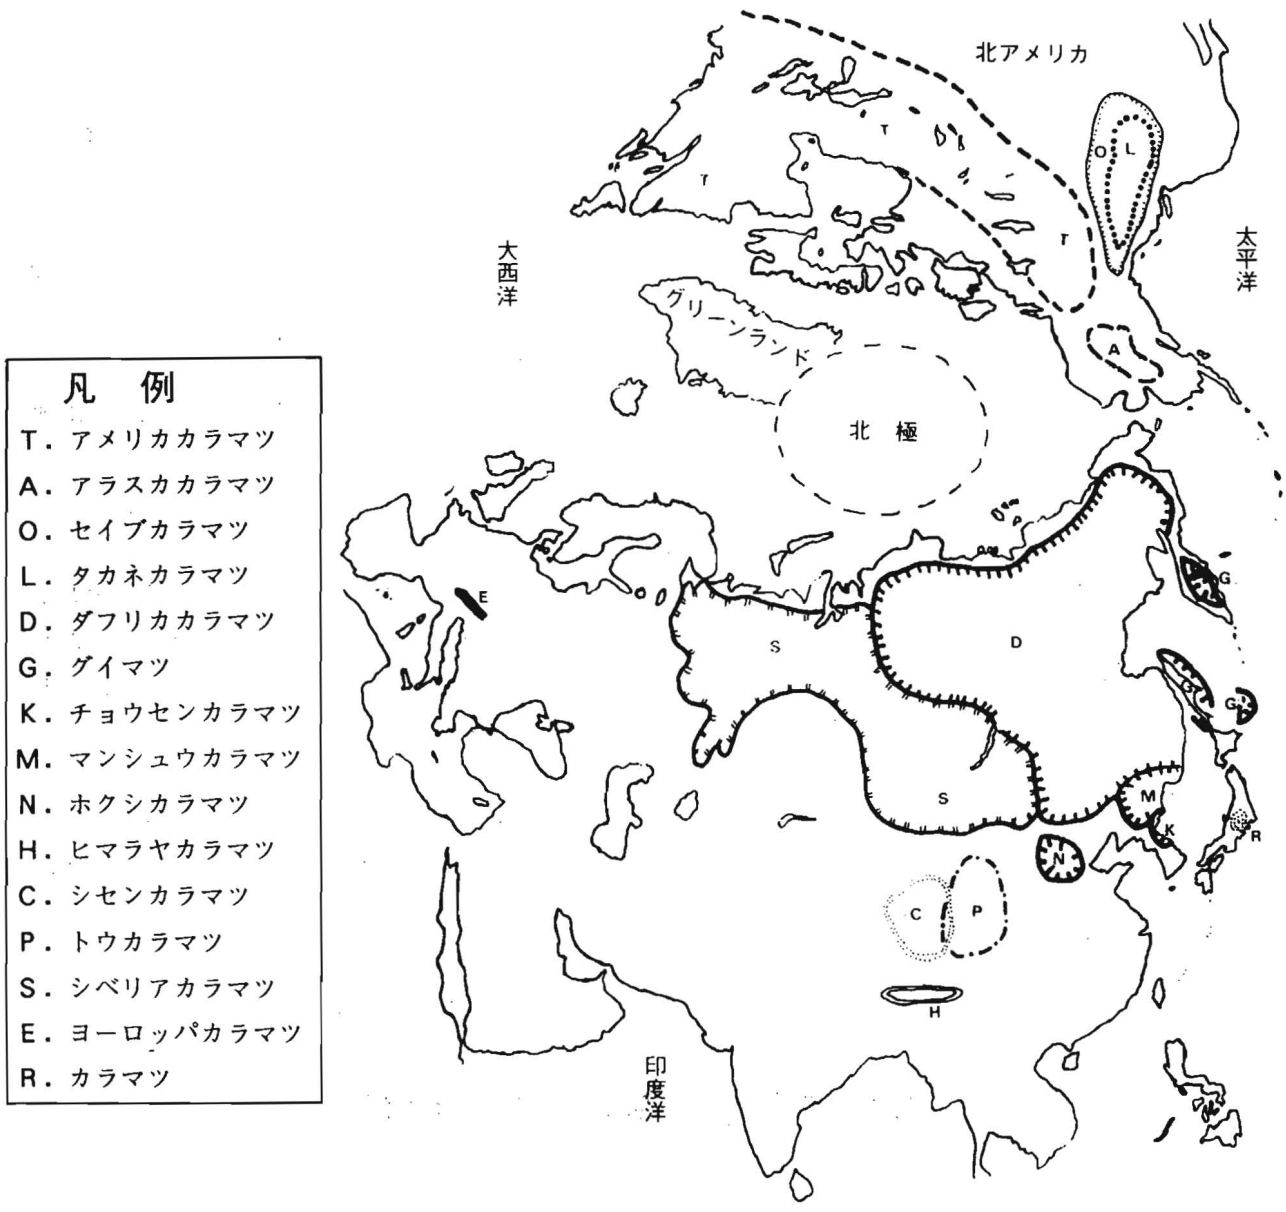 北アメリカ
T
T
T
O
L
大西洋
太平洋
グリーンランド
A
北極
凡 例
T. アメリカカラマツ
A. アラスカカラマツ
O. セイブカラマツ
L. タカネカラマツ
D. ダフリカカラマツ
G. グイマツ
K. チョウセンカラマツ
M. マンシュウカラマツ
N. ホクシカラマツ
H. ヒマラヤカラマツ
C. シセンカラマツ
P. トウカラマツ
S. シベリアカラマツ
E. ヨーロッパカラマツ
R. カラマツ
E
G
S
D
G
G
S
M
K
R
N
C
P
H
印度洋